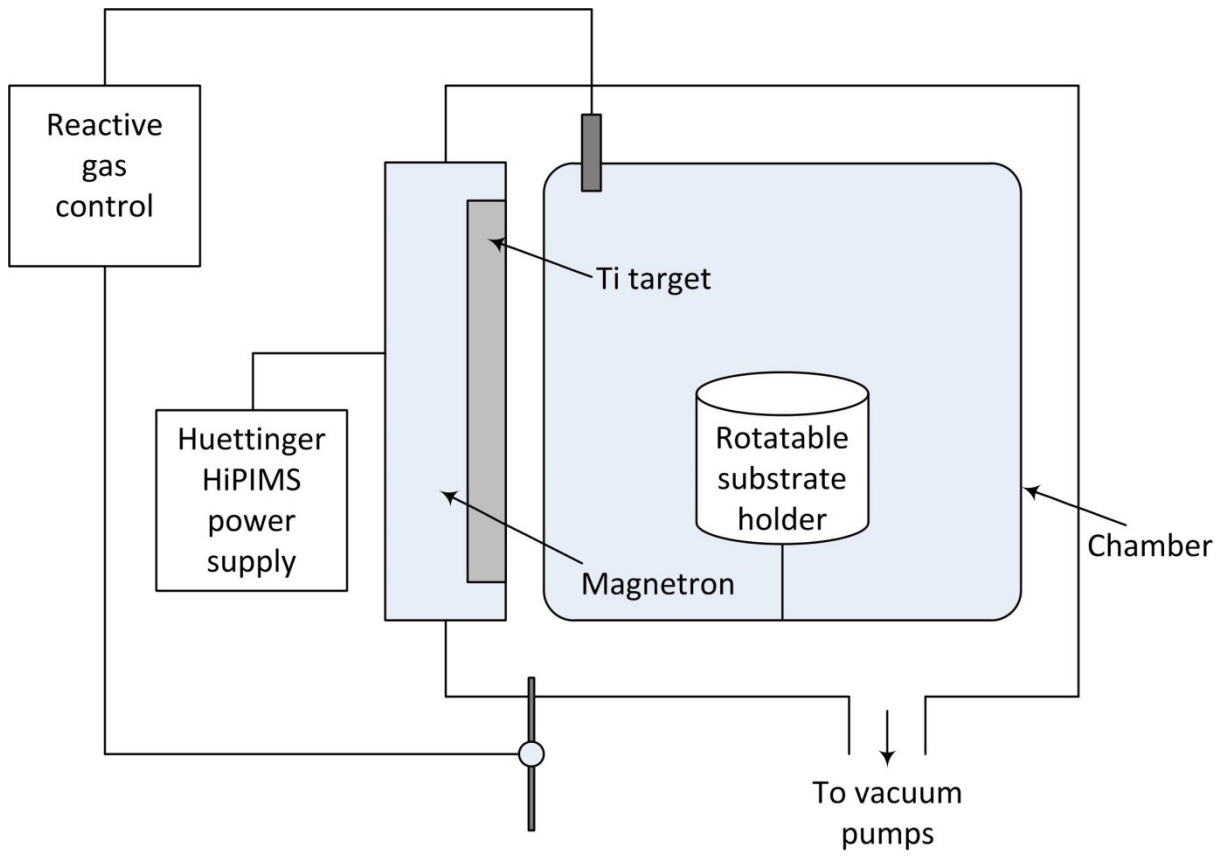 Reactive
gas
control
Ti target
Huettinger
HiPIMS
power
supply
Rotatable
substrate
holder
Magnetron
Chamber
To vacuum
pumps